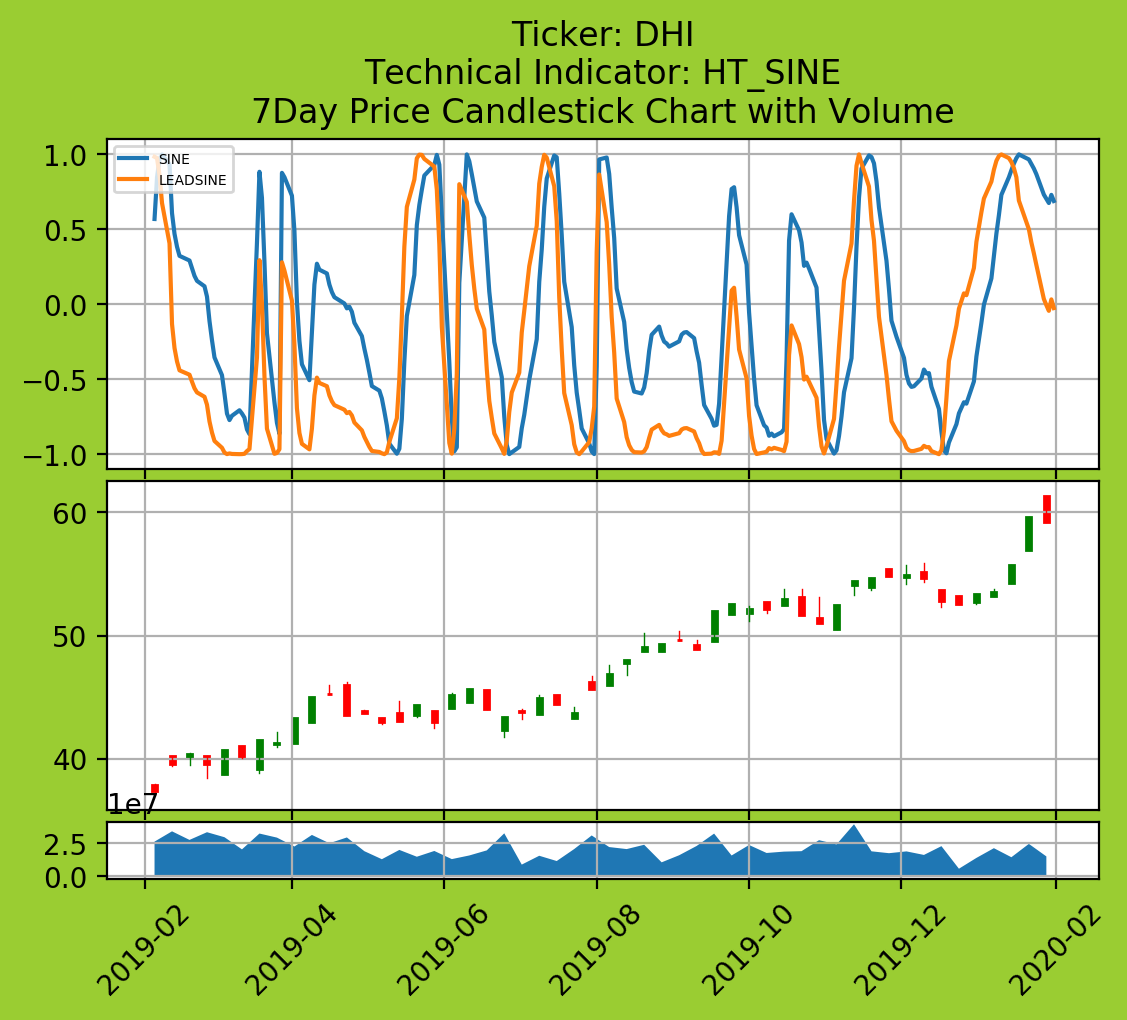 Ticker: DHI
Technical Indicator: HT_SINE
7Day Price Candlestick Chart with Volume
1.0
SINE
LEADSINE
0.5
0.0
−0.5
−1.0
60
50
40
1e7
2.5
0.0
2019-02
2019-04
2019-06
2019-08
2019-10
2019-12
2020-02